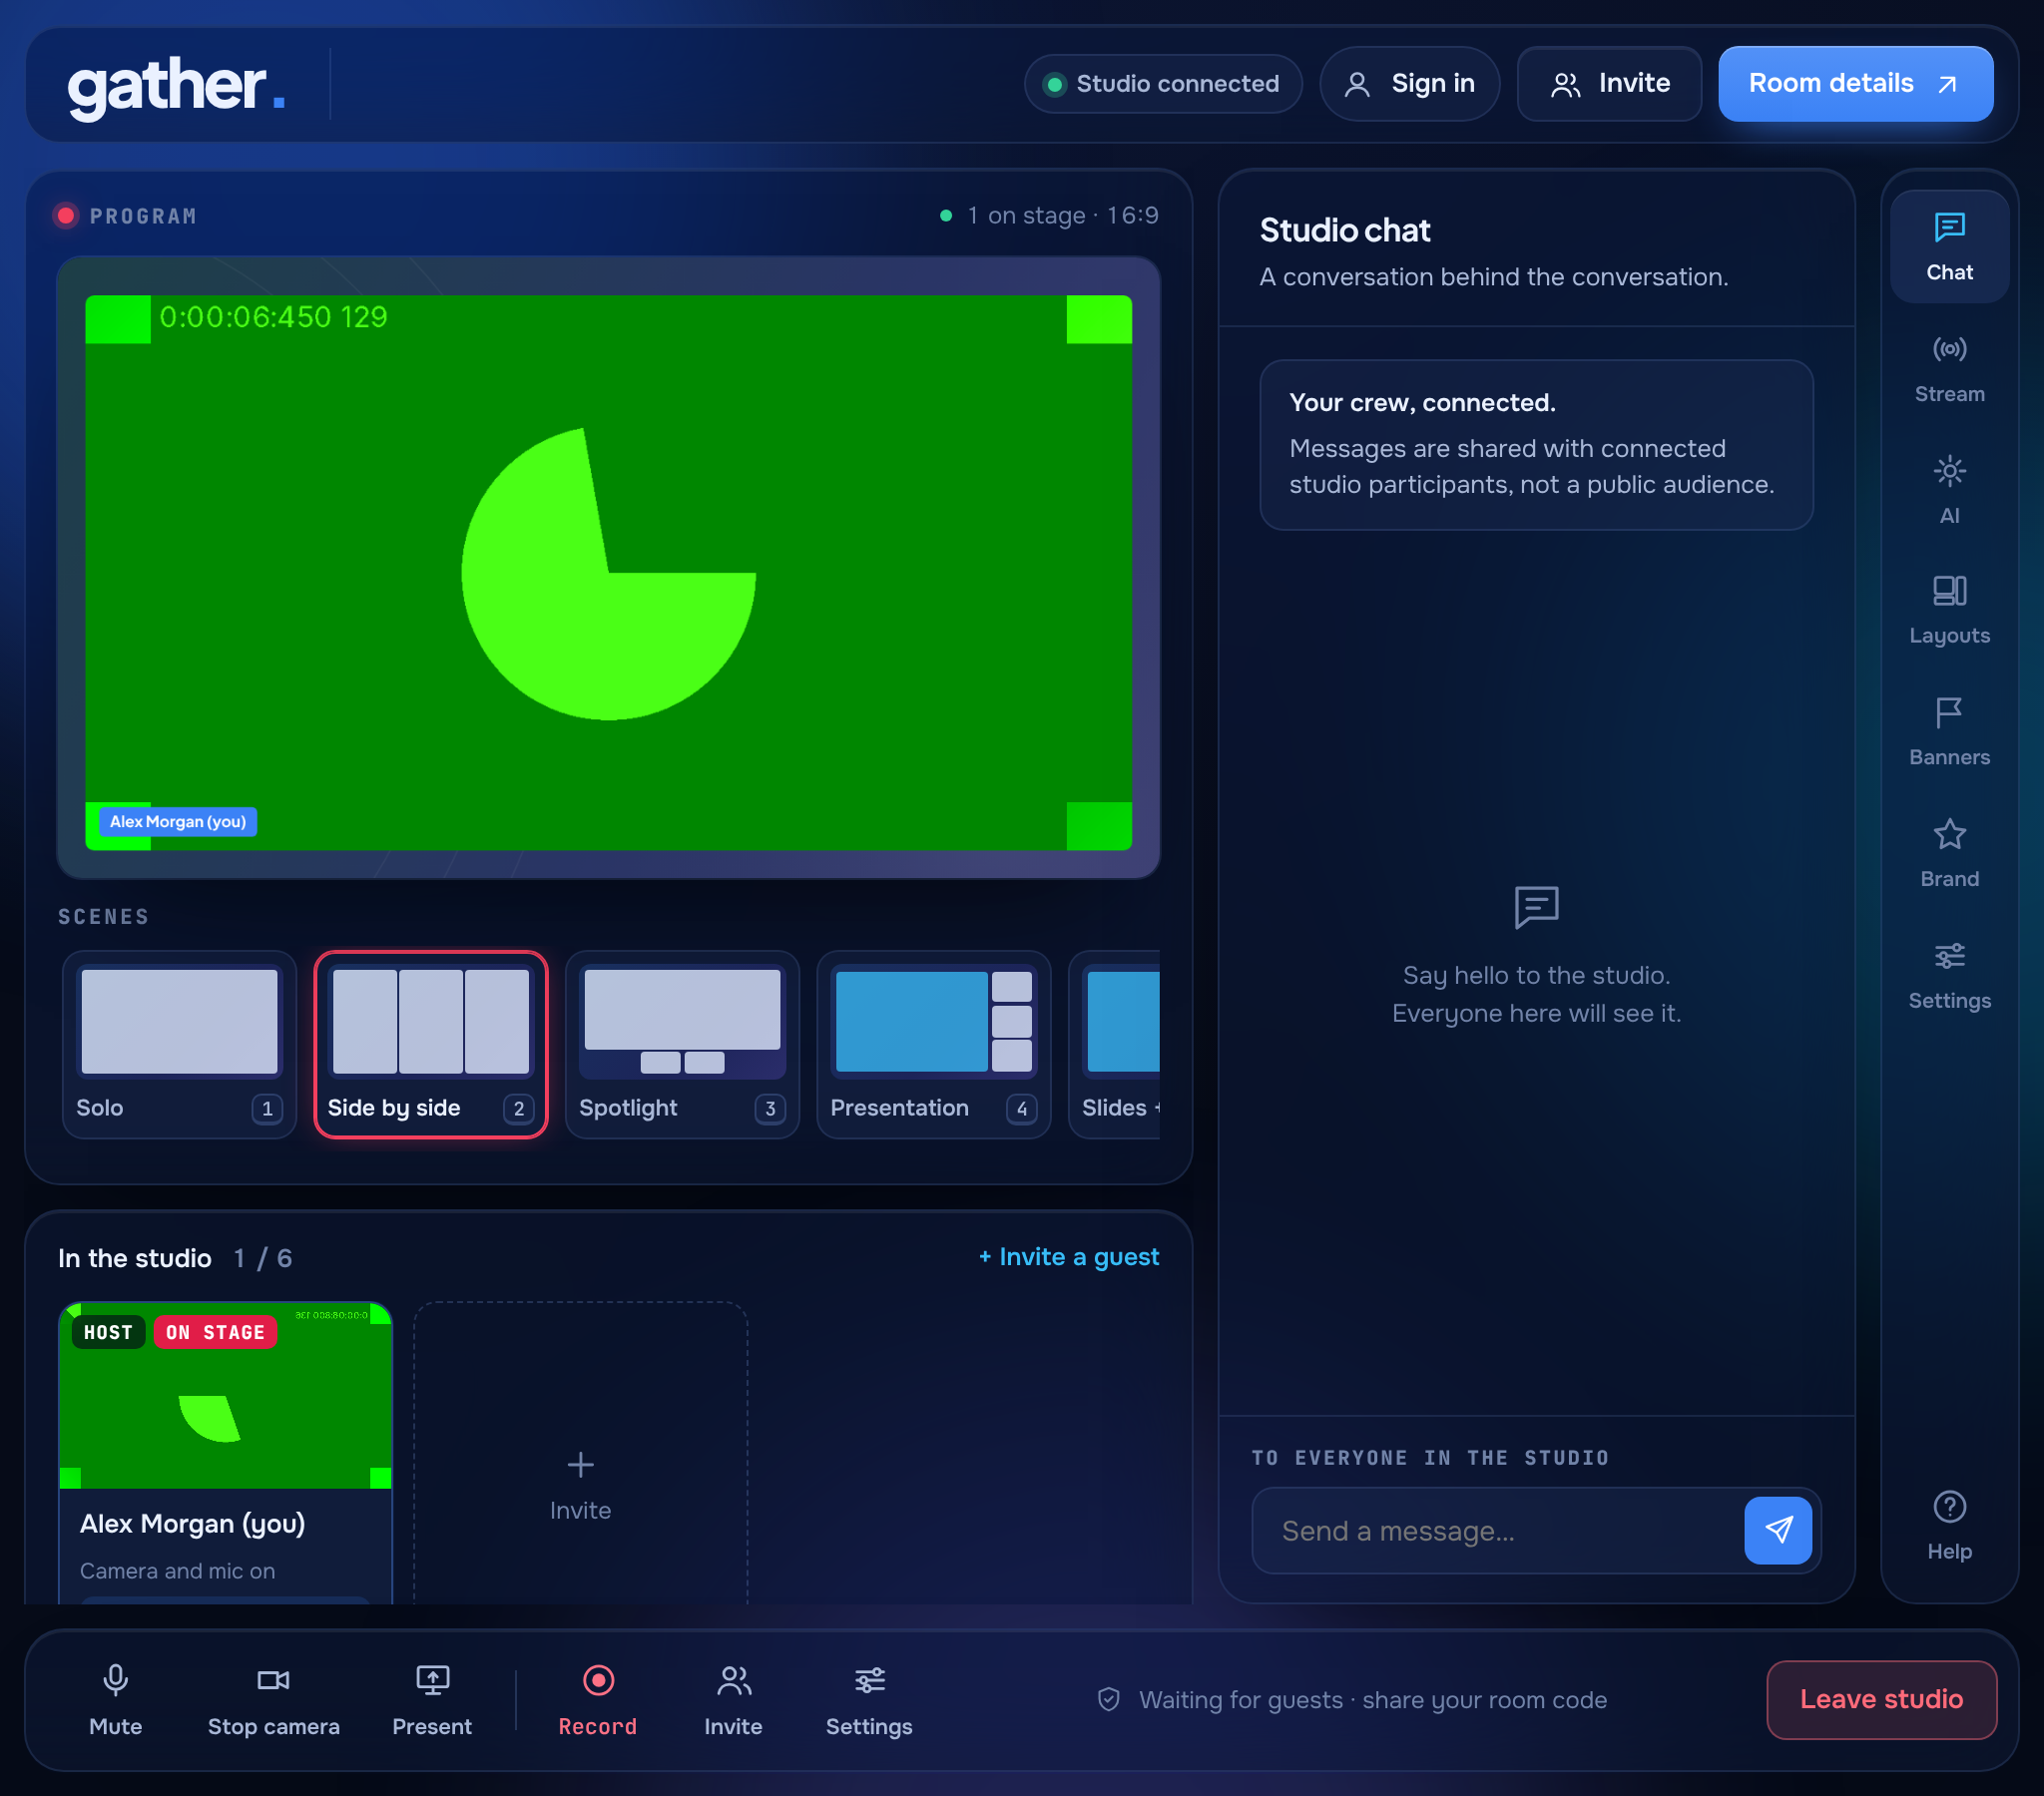 gather.
Studio connected
Sign in
Invite
Room details
PROGRAM
1 on stage · 16:9
0:00:06:450 129
Alex Morgan (you)
SCENES
Solo 1
Side by side 2
Spotlight 3
Presentation 4
Slides
In the studio 1 / 6
+ Invite a guest
HOST
ON STAGE
Alex Morgan (you)
Camera and mic on
Invite
Studio chat
A conversation behind the conversation.
Your crew, connected.
Messages are shared with connected
studio participants, not a public audience.
Say hello to the studio.
Everyone here will see it.
TO EVERYONE IN THE STUDIO
Send a message...
Chat
Stream
AI
Layouts
Banners
Brand
Settings
Help
Mute
Stop camera
Present
Record
Invite
Settings
Waiting for guests · share your room code
Leave studio